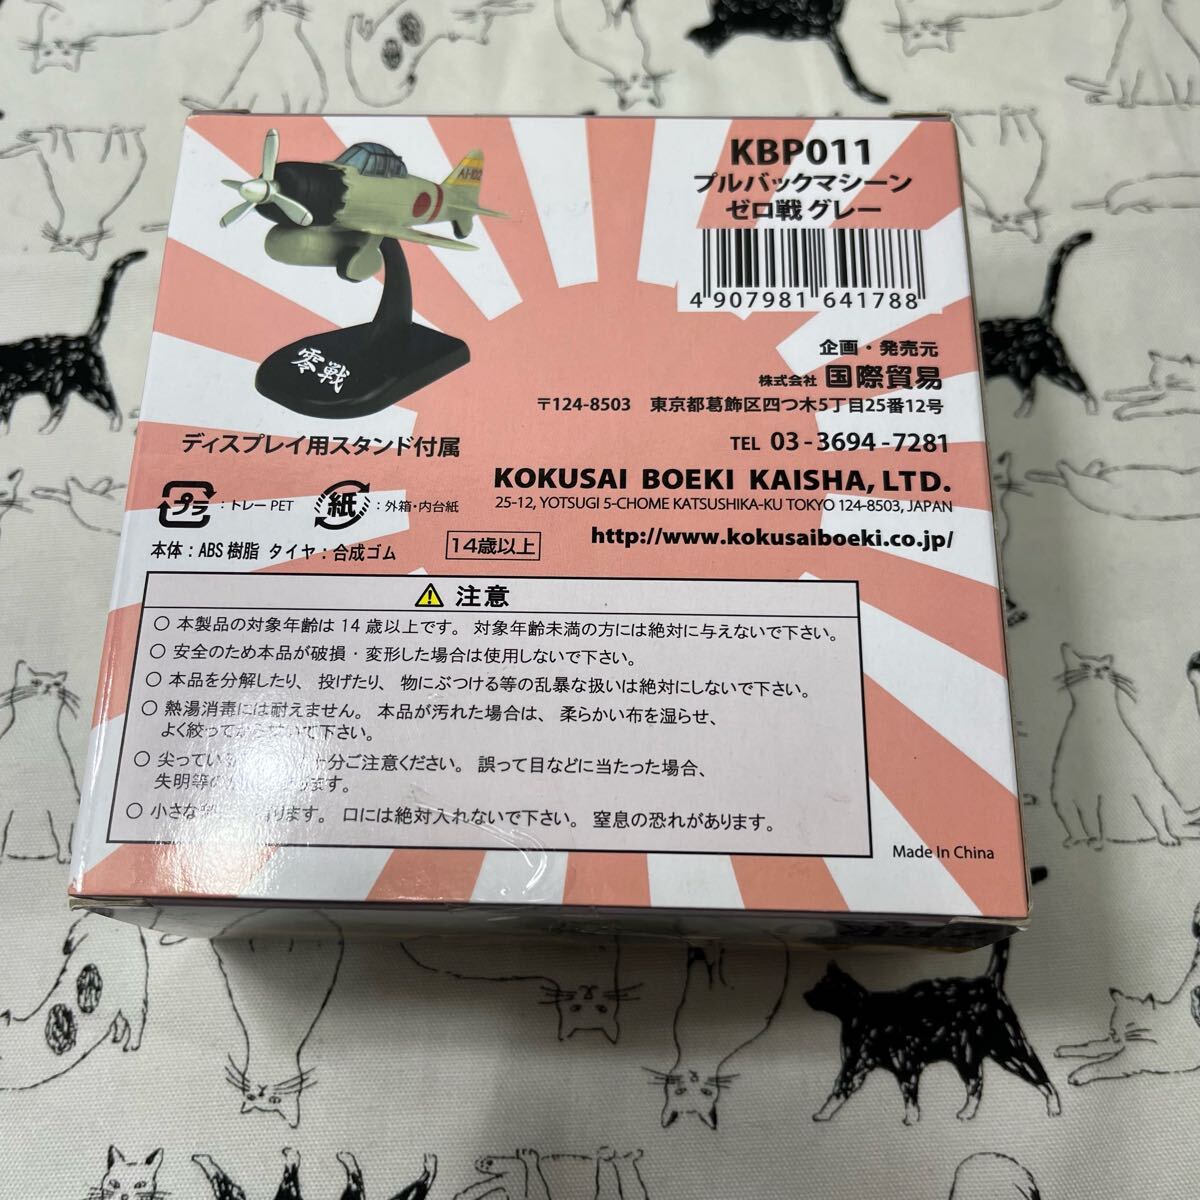 KBP011
プルバックマシーン
ゼロ戦 グレー
4 907981 641788
AI-102
零戦
ディスプレイ用スタンド付属
企画・発売元
株式会社 国際貿易
〒124-8503 東京都葛飾区四つ木5丁目25番12号
TEL 03-3694-7281
KOKUSAI BOEKI KAISHA, LTD.
25-12, YOTSUGI 5-CHOME KATSUSHIKA-KU TOKYO 124-8503, JAPAN
http://www.kokusaiboeki.co.jp/
プラ : トレー PET 紙 : 外箱・内台紙
本体 : ABS 樹脂 タイヤ : 合成ゴム 14歳以上
注意
○ 本製品の対象年齢は 14 歳以上です。 対象年齢未満の方には絶対に与えないで下さい。
○ 安全のため本品が破損・変形した場合は使用しないで下さい。
○ 本品を分解したり、 投げたり、 物にぶつける等の乱暴な扱いは絶対にしないで下さい。
○ 熱湯消毒には耐えません。 本品が汚れた場合は、 柔らかい布を湿らせ、
よく絞って 下さい。
○ 尖ってい 分ご注意ください。 誤って目などに当たった場合、
失明等の ます。
○ 小さな ります。 口には絶対入れないで下さい。 窒息の恐れがあります。
Made In China